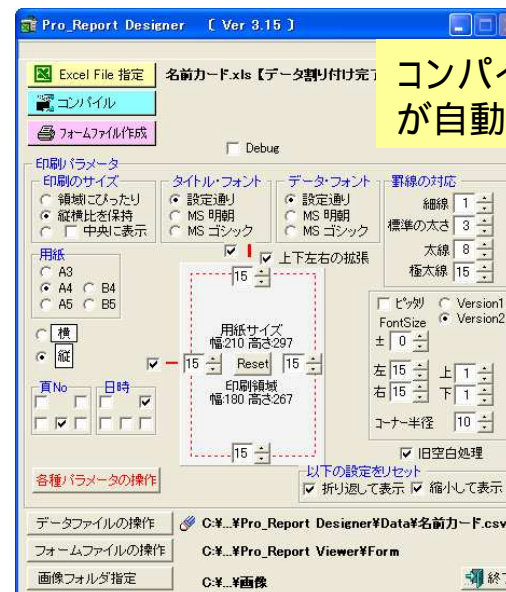 Pro_Report Designer 〔 Ver 3.15 〕
Excel File 指定 名前カード.xls【データ割り付け完了
コンパイル
フォームファイル作成
コンパイ
が自動
Debug
印刷パラメータ
印刷のサイズ
領域にぴったり
縦横比を保持
中央に表示
タイトル・フォント
設定通り
MS 明朝
MS ゴシック
データ・フォント
設定通り
MS 明朝
MS ゴシック
罫線の対応
細線 1
標準の太さ 3
太線 8
極太線 15
用紙
A3
A4 B4
A5 B5
横
縦
上下左右の拡張
15
用紙サイズ
幅:210 高さ297
15 Reset 15
印刷領域
幅:180 高さ267
15
ピッタリ Version1
FontSize Version2
± 0
左 15 上 1
右 15 下 1
コーナー半径 10
旧空白処理
頁No 日時
各種パラメータの操作
以下の設定をリセット
折り返して表示 縮小して表示
データファイルの操作 C:¥...¥Pro_Report Designer¥Data¥名前カード.csv
フォームファイルの操作 C:¥...¥Pro_Report Viewer¥Form
画像フォルダ指定 C:¥...¥画像
終了